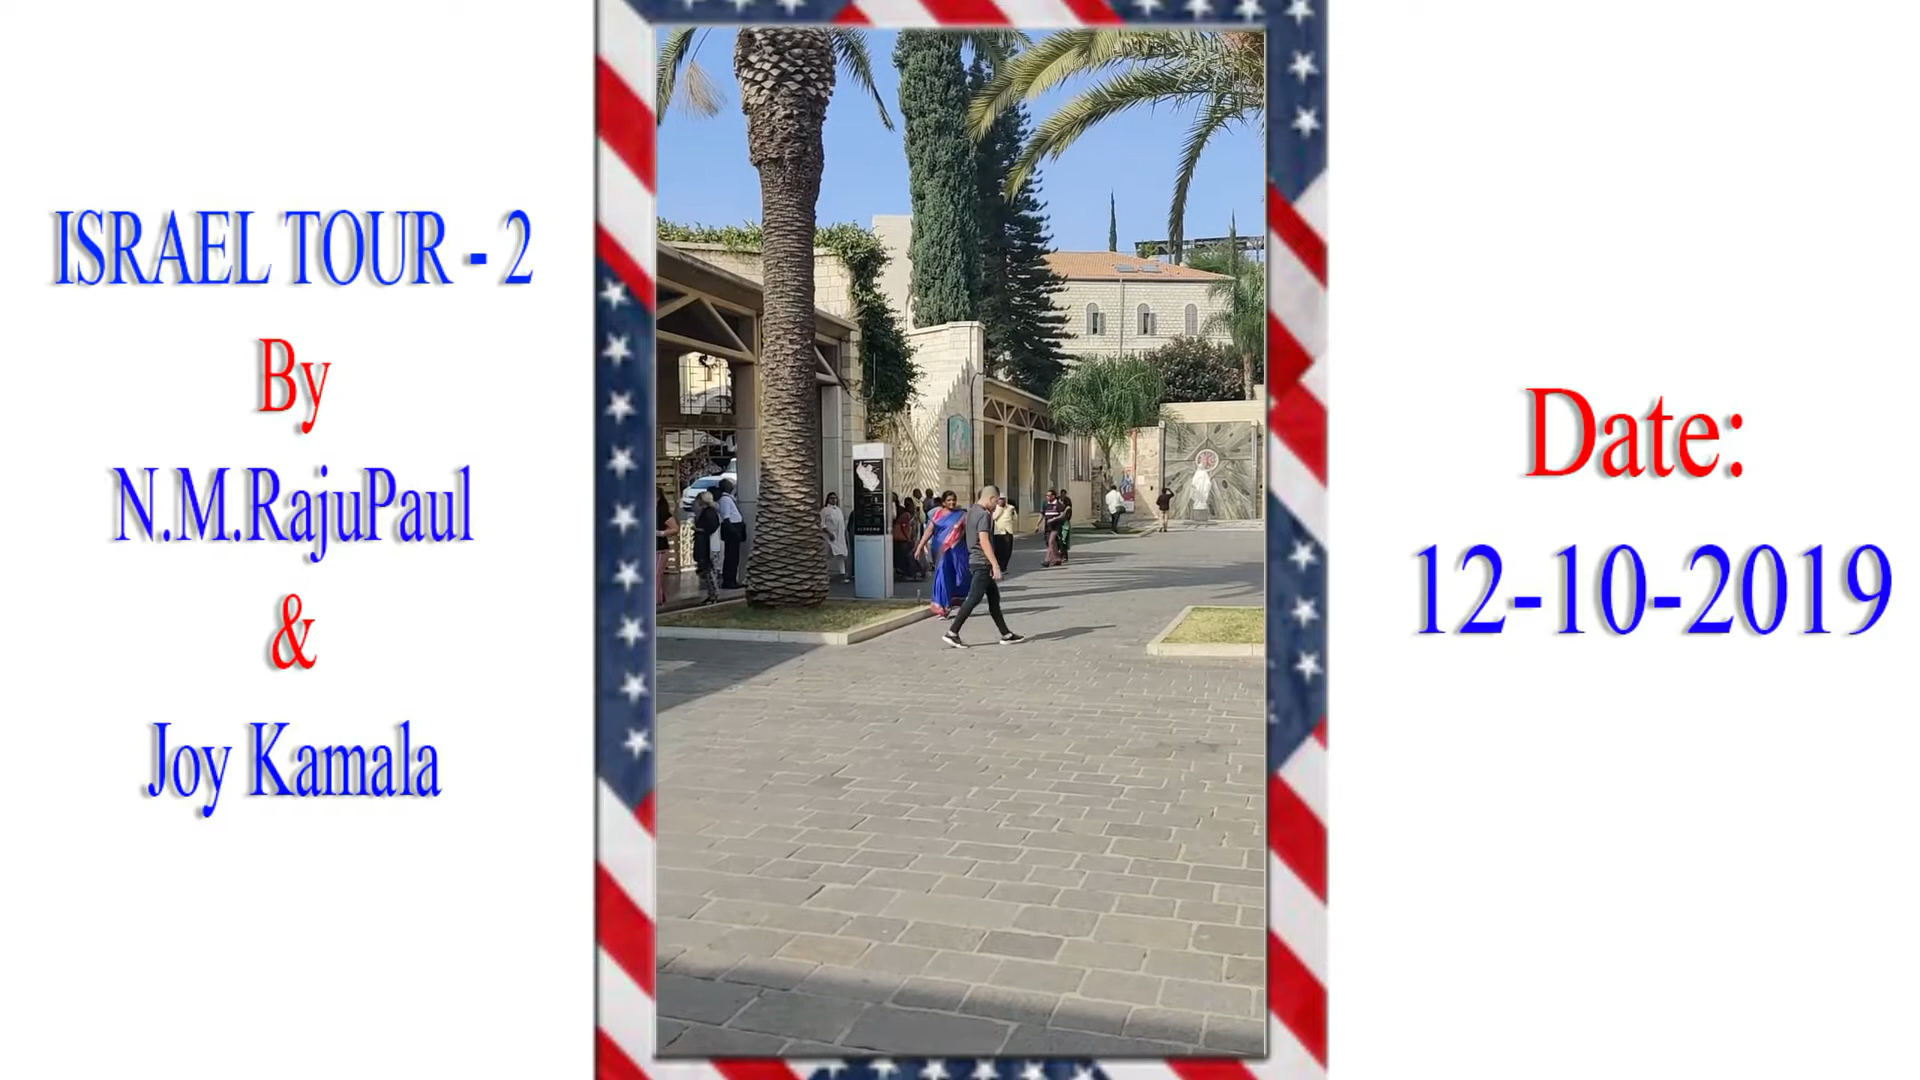 ISRAEL TOUR - 2
By
N.M.RajuPaul
&
Joy Kamala
Date:
12-10-2019